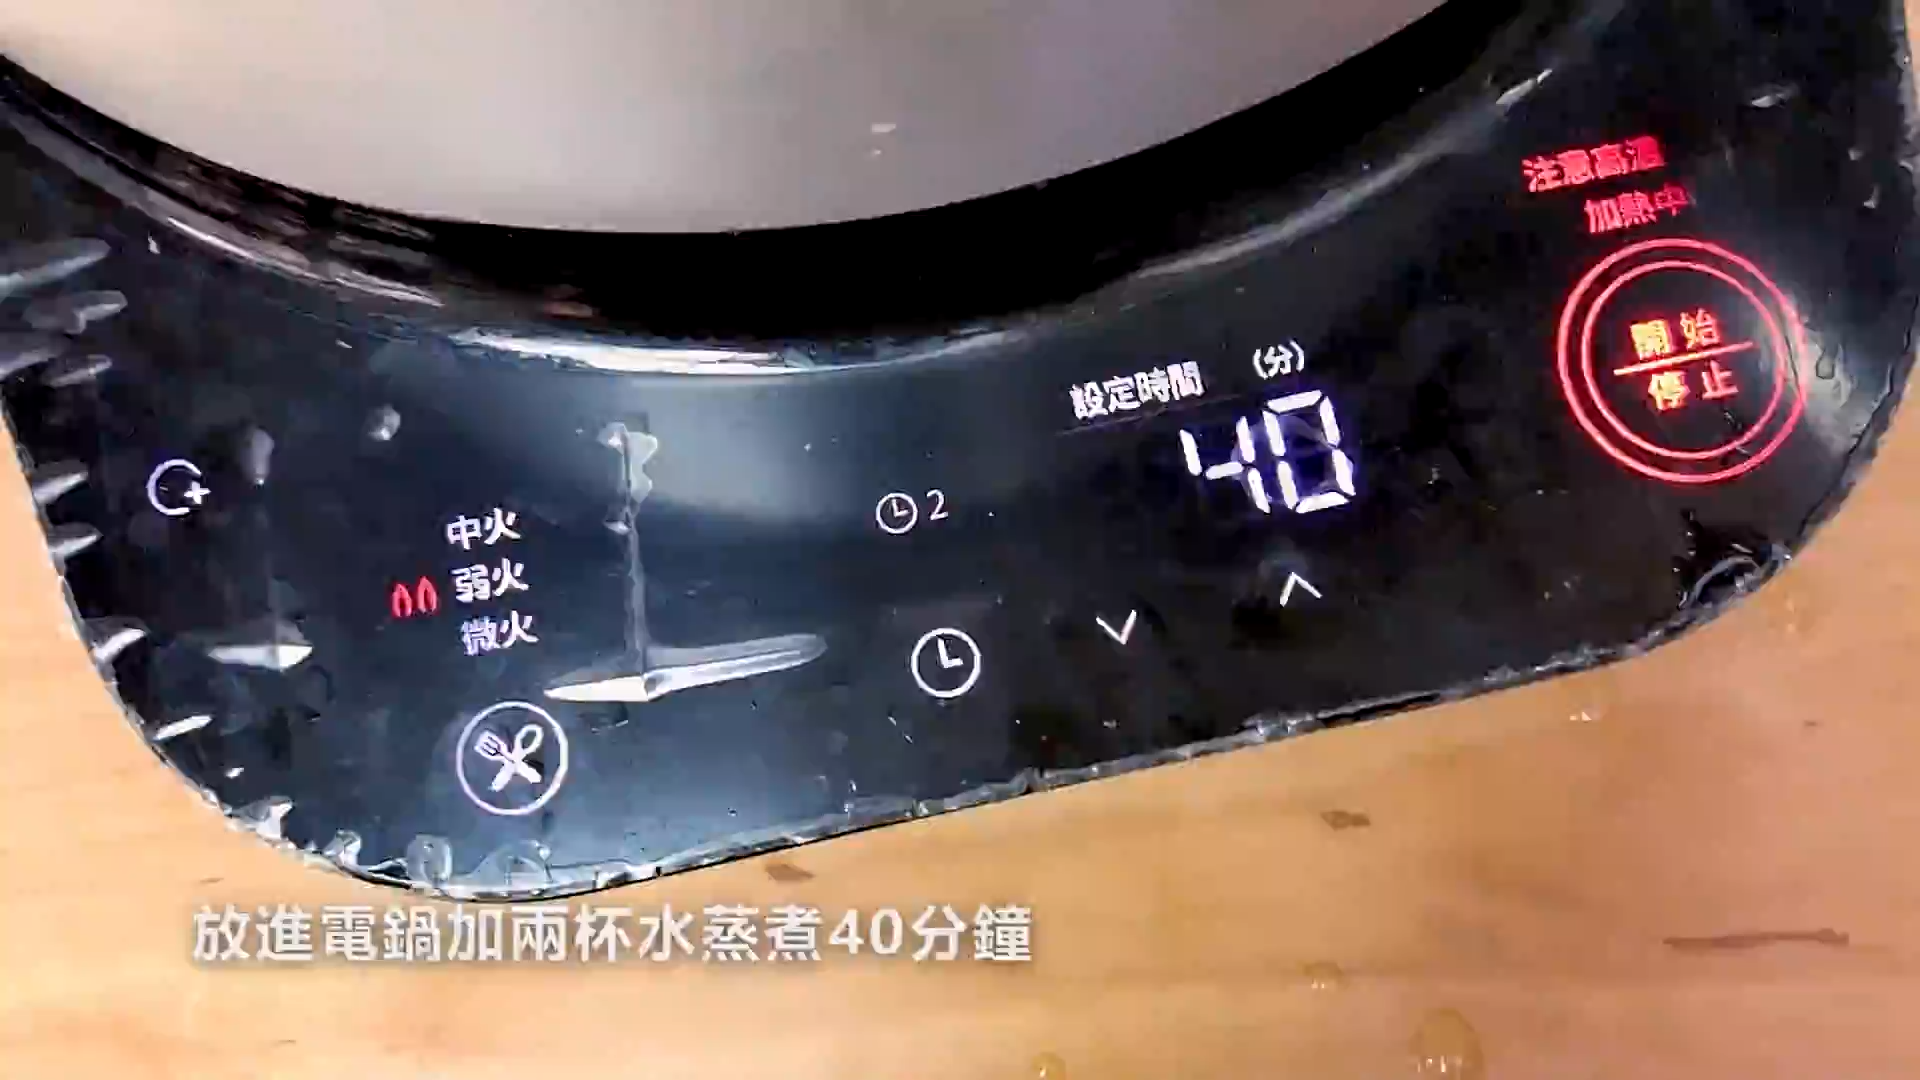 注意高溫
加熱中
開始
停止
設定時間 (分)
40
2
中火
弱火
微火
放進電鍋加兩杯水蒸煮40分鐘